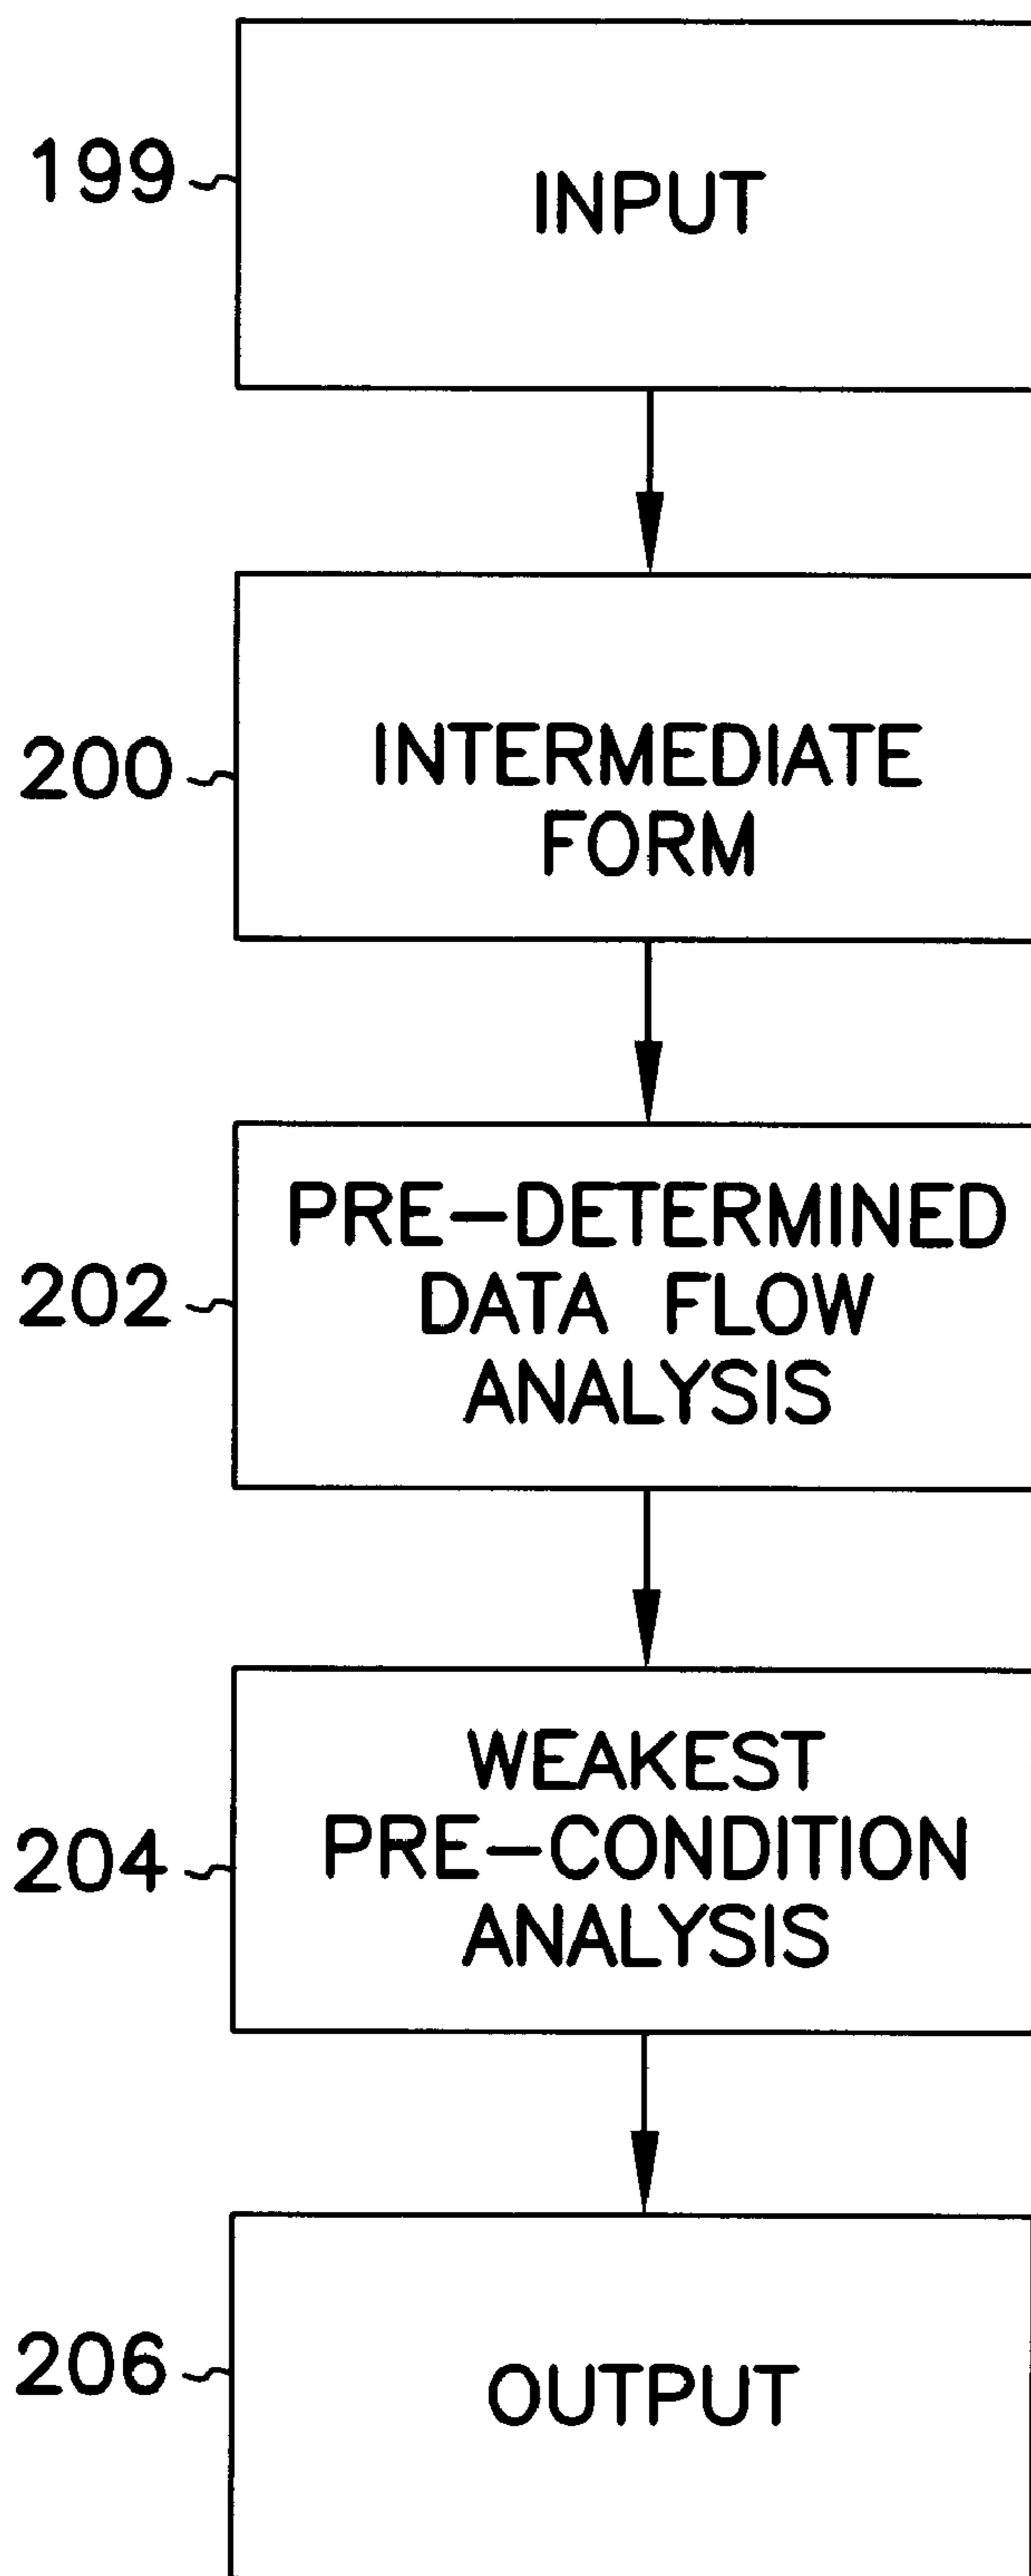 199
INPUT
200
INTERMEDIATE
FORM
202
PRE-DETERMINED
DATA FLOW
ANALYSIS
204
WEAKEST
PRE-CONDITION
ANALYSIS
206
OUTPUT